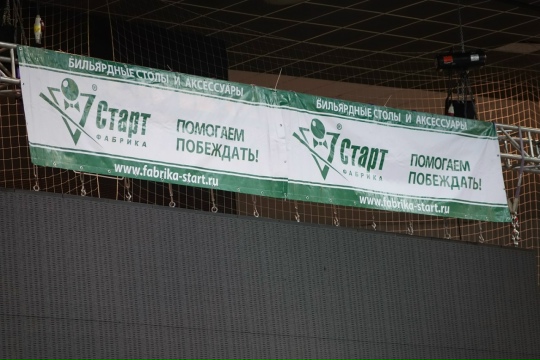 БИЛЬЯРДНЫЕ СТОЛЫ И АКСЕССУАРЫ
Старт®
ФАБРИКА
ПОМОГАЕМ
ПОБЕЖДАТЬ!
www.fabrika-start.ru
БИЛЬЯРДНЫЕ СТОЛЫ И АКСЕССУАРЫ
Старт®
ФАБРИКА
ПОМОГАЕМ
ПОБЕЖДАТЬ!
www.fabrika-start.ru